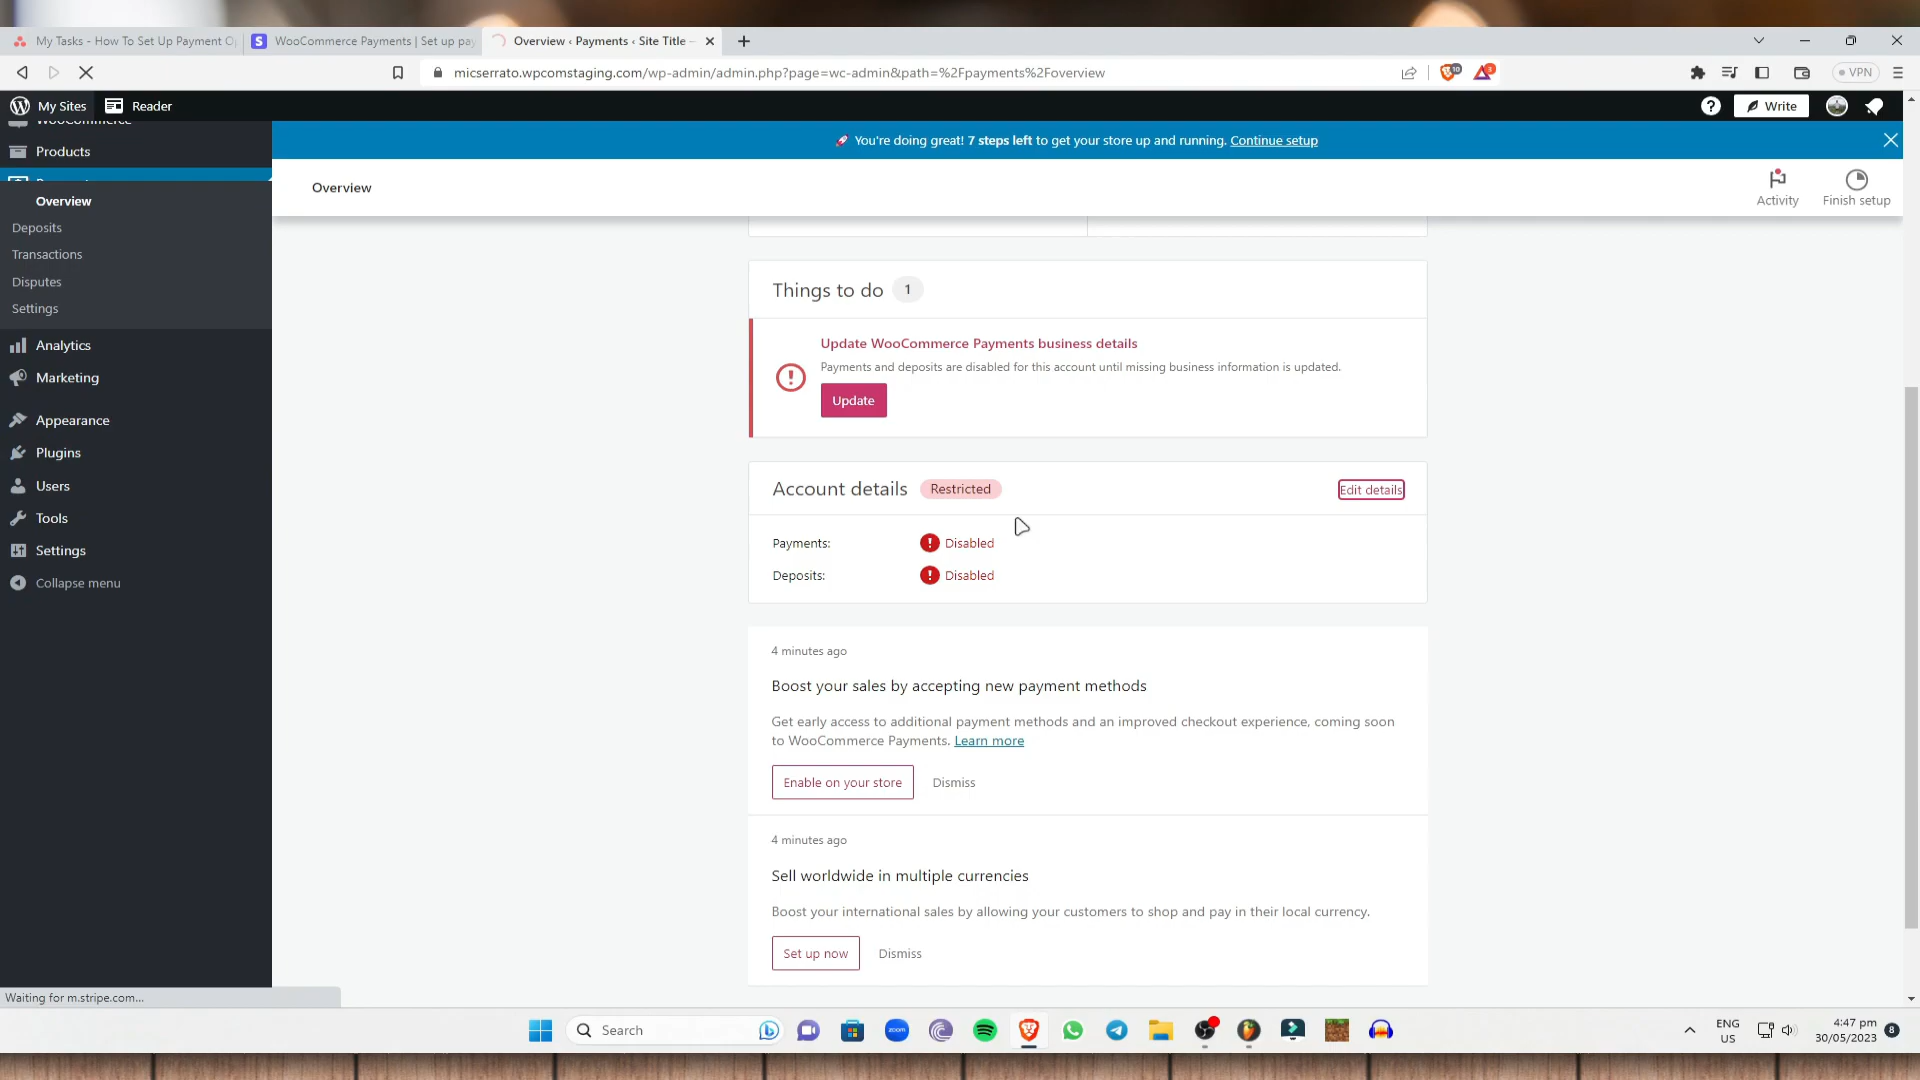 My Tasks - How To Set Up Payment O
WooCommerce Payments | Set up pay
Overview ‹ Payments ‹ Site Title –
micserrato.wpcomstaging.com/wp-admin/admin.php?page=wc-admin&path=%2Fpayments%2Foverview
10
3
VPN
My Sites
Reader
Write
WooCommerce
Products
🚀 You're doing great! 7 steps left to get your store up and running. Continue setup
Overview
Activity
Finish setup
Overview
Deposits
Transactions
Disputes
Settings
Analytics
Marketing
Appearance
Plugins
Users
Tools
Settings
Collapse menu
Things to do 1
Update WooCommerce Payments business details
Payments and deposits are disabled for this account until missing business information is updated.
Update
Account details Restricted
Edit details
Payments: Disabled
Deposits: Disabled
4 minutes ago
Boost your sales by accepting new payment methods
Get early access to additional payment methods and an improved checkout experience, coming soon
to WooCommerce Payments. Learn more
Enable on your store Dismiss
4 minutes ago
Sell worldwide in multiple currencies
Boost your international sales by allowing your customers to shop and pay in their local currency.
Set up now Dismiss
Waiting for m.stripe.com...
Search
zoom
ENG
US
4:47 pm
30/05/2023
8